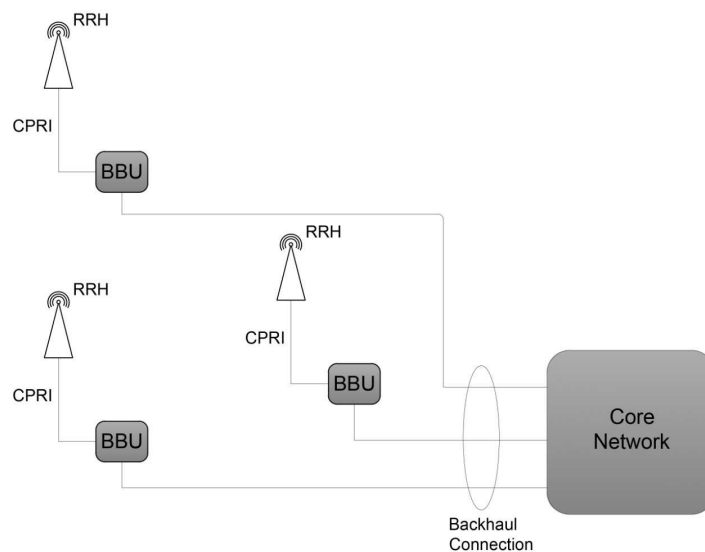 RRH
CPRI
BBU
RRH
RRH
CPRI
BBU
CPRI
BBU
Core
Network
Backhaul
Connection